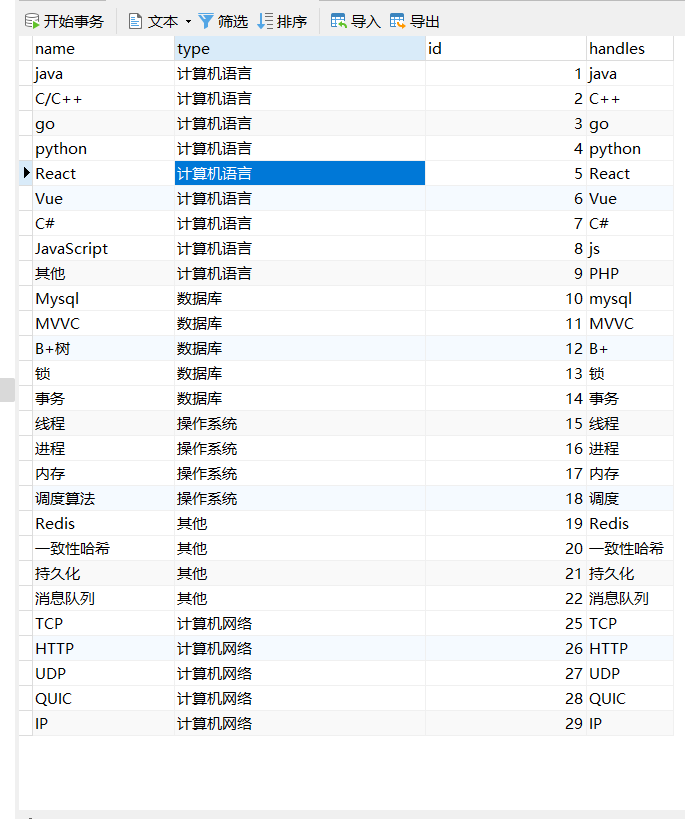 开始事务 文本 筛选 排序 导入 导出
name type id handles
java 计算机语言 1 java
C/C++ 计算机语言 2 C++
go 计算机语言 3 go
python 计算机语言 4 python
React 计算机语言 5 React
Vue 计算机语言 6 Vue
C# 计算机语言 7 C#
JavaScript 计算机语言 8 js
其他 计算机语言 9 PHP
Mysql 数据库 10 mysql
MVVC 数据库 11 MVVC
B+树 数据库 12 B+
锁 数据库 13 锁
事务 数据库 14 事务
线程 操作系统 15 线程
进程 操作系统 16 进程
内存 操作系统 17 内存
调度算法 操作系统 18 调度
Redis 其他 19 Redis
一致性哈希 其他 20 一致性哈希
持久化 其他 21 持久化
消息队列 其他 22 消息队列
TCP 计算机网络 25 TCP
HTTP 计算机网络 26 HTTP
UDP 计算机网络 27 UDP
QUIC 计算机网络 28 QUIC
IP 计算机网络 29 IP